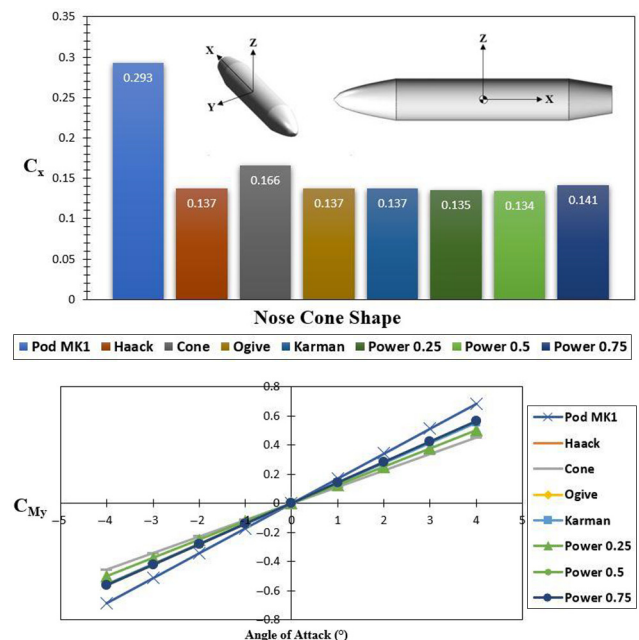 0.35
0.3
0.25
0.2
0.15
0.1
0.05
0
Cx
0.293
0.137
0.166
0.137
0.137
0.135
0.134
0.141
X
Z
Y
Z
X
Nose Cone Shape
Pod MK1 Haack Cone Ogive Karman Power 0.25 Power 0.5 Power 0.75
0.8
0.6
0.4
0.2
0
−0.2
−0.4
−0.6
−0.8
CMy
−5 −4 −3 −2 −1 0 1 2 3 4 5
Angle of Attack (°)
Pod MK1
Haack
Cone
Ogive
Karman
Power 0.25
Power 0.5
Power 0.75